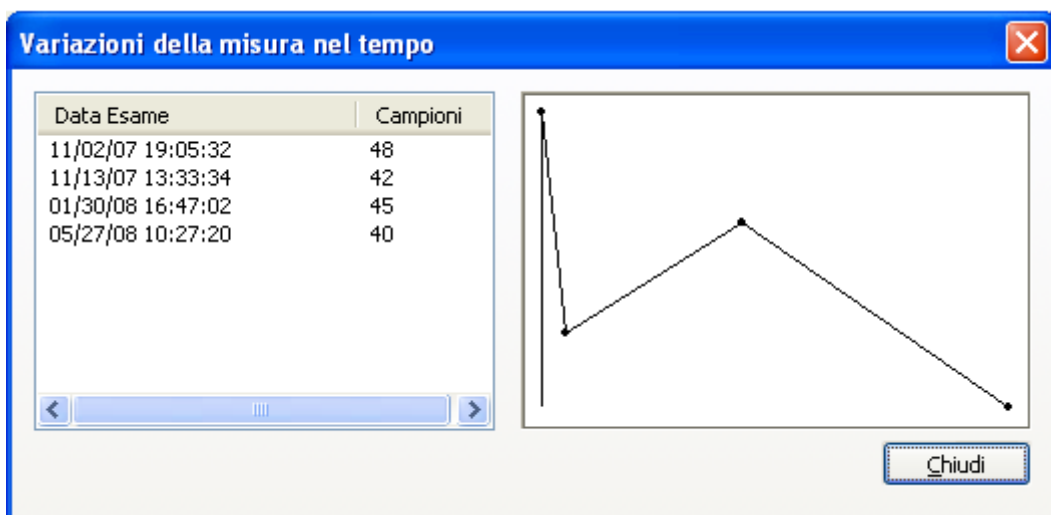 Variazioni della misura nel tempo
Data Esame Campioni
11/02/07 19:05:32 48
11/13/07 13:33:34 42
01/30/08 16:47:02 45
05/27/08 10:27:20 40
Chiudi